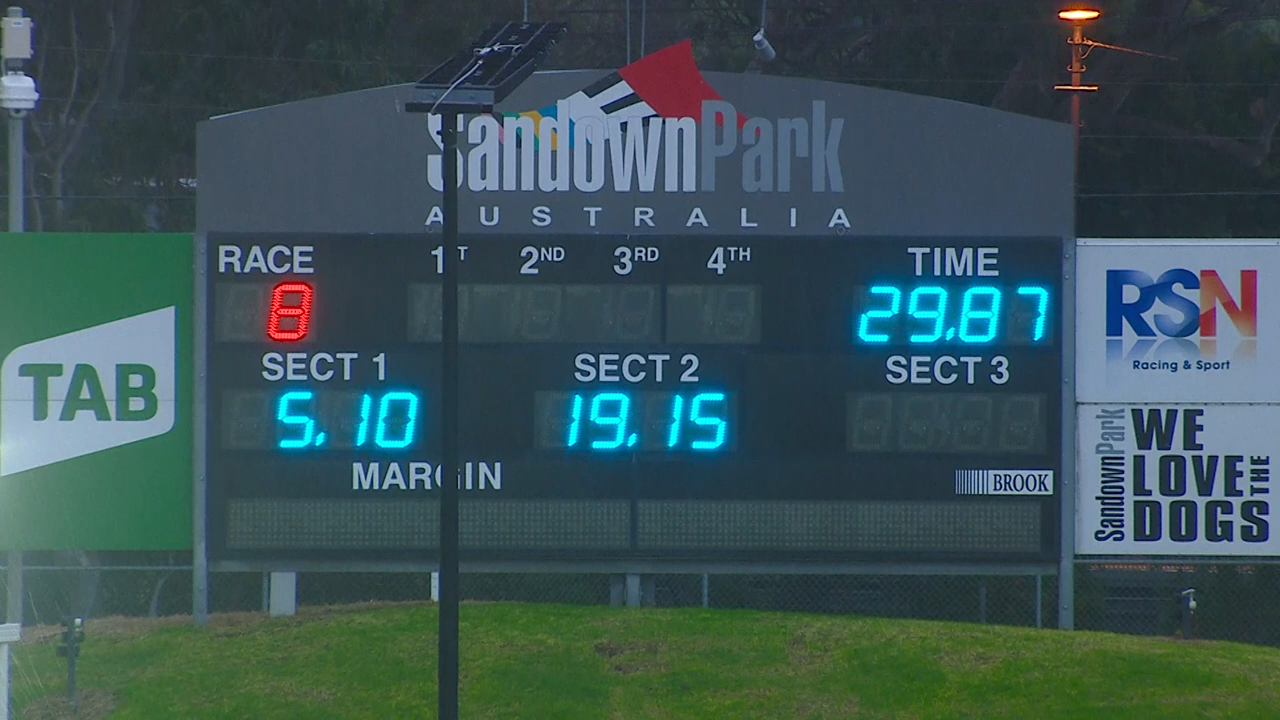 SandownPark
AUSTRALIA
RACE 1ST 2ND 3RD 4TH TIME
8 29.87
SECT 1 SECT 2 SECT 3
5.10 19.15
MARGIN
BROOK
TAB
RSN
Racing & Sport
SandownPark
WE
LOVE THE
DOGS